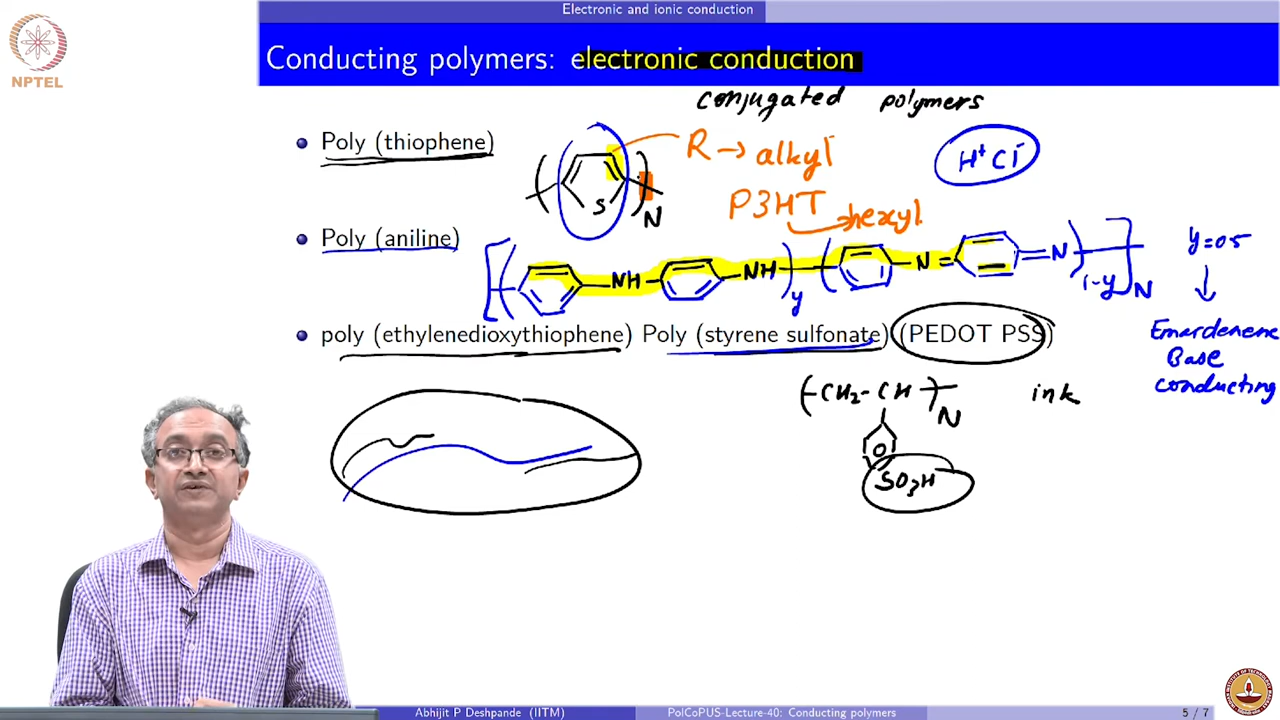 Electronic and ionic conduction
NPTEL
Conducting polymers: electronic conduction
conjugated polymers
Poly (thiophene)
R → alkyl
H⁺ Cl⁻
S
N
P3HT
hexyl
Poly (aniline)
NH
NH
y
N =
= N
1-y
N
y=0.5
poly (ethylenedioxythiophene) Poly (styrene sulfonate) (PEDOT PSS)
Emardenene
Base
conducting
(-CH₂-CH-)N
ink
SO₃H
Abhijit P Deshpande (IITM)
PolCoPUS-Lecture-40: Conducting polymers
5 / 7